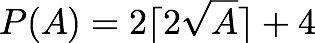 P(A) = 2⌈2√A⌉ + 4